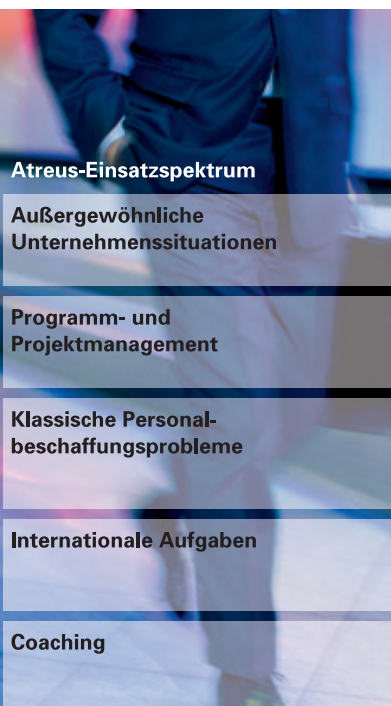 Atreus-Einsatzspektrum
Außergewöhnliche
Unternehmenssituationen
Programm- und
Projektmanagement
Klassische Personal-
beschaffungsprobleme
Internationale Aufgaben
Coaching